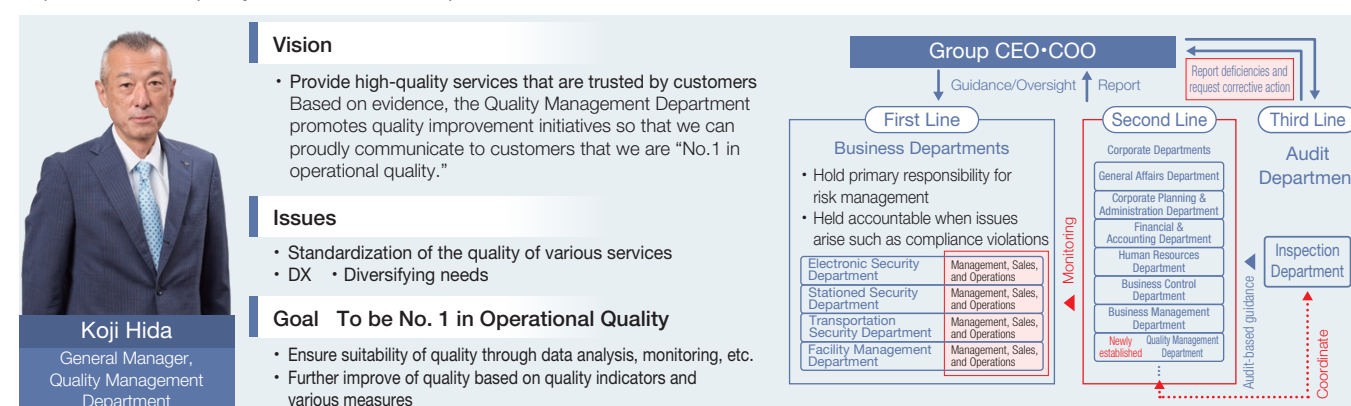 Koji Hida
General Manager,
Quality Management
Department
Vision
・Provide high-quality services that are trusted by customers
Based on evidence, the Quality Management Department
promotes quality improvement initiatives so that we can
proudly communicate to customers that we are “No.1 in
operational quality.”
Issues
・Standardization of the quality of various services
・DX ・Diversifying needs
Goal To be No. 1 in Operational Quality
・Ensure suitability of quality through data analysis, monitoring, etc.
・Further improve of quality based on quality indicators and
various measures
Group CEO•COO
Guidance/Oversight
Report
Report deficiencies and
request corrective action
First Line
Business Departments
・Hold primary responsibility for
risk management
・Held accountable when issues
arise such as compliance violations
Electronic Security
Department
Management, Sales,
and Operations
Stationed Security
Department
Management, Sales,
and Operations
Transportation
Security Department
Management, Sales,
and Operations
Facility Management
Department
Management, Sales,
and Operations
Monitoring
Second Line
Corporate Departments
General Affairs Department
Corporate Planning &
Administration Department
Financial &
Accounting Department
Human Resources
Department
Business Control
Department
Business Management
Department
Newly
established
Quality Management
Department
Audit-based guidance
Third Line
Audit
Departmen
Inspection
Department
Coordinate